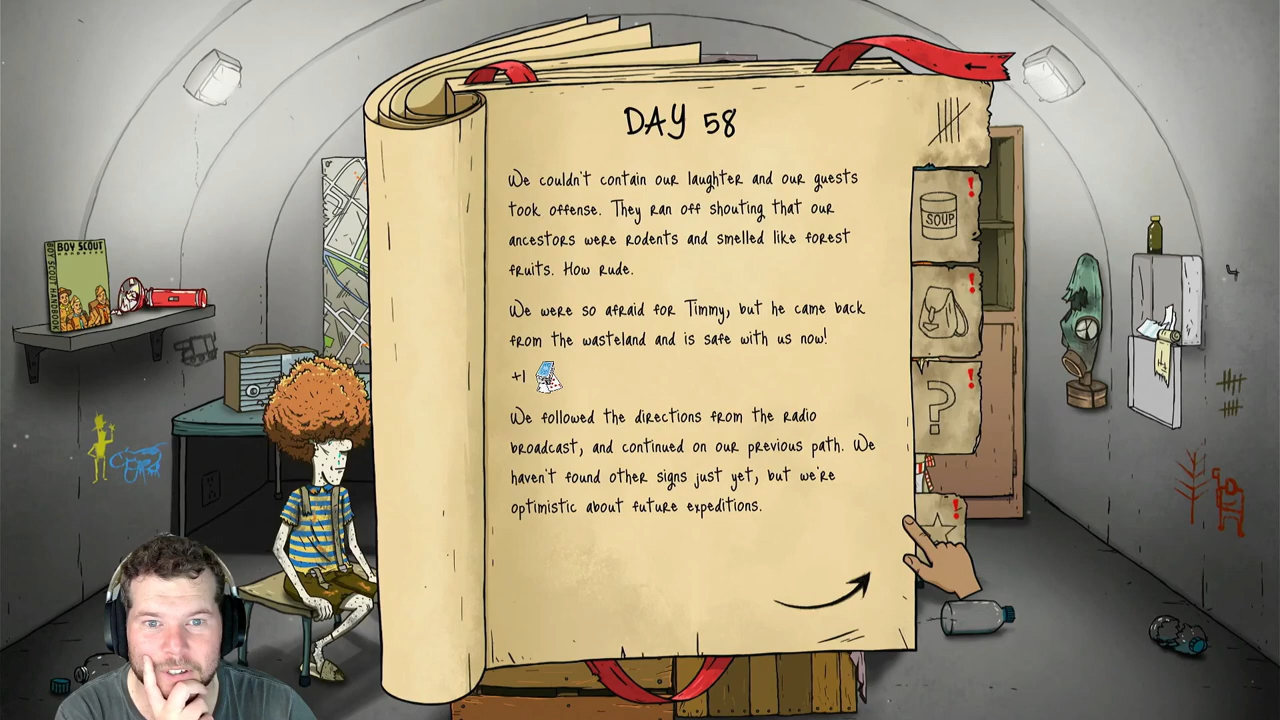 DAY 58
We couldn't contain our laughter and our guests
took offense. They ran off shouting that our
ancestors were rodents and smelled like forest
fruits. How rude.
We were so afraid for Timmy, but he came back
from the wasteland and is safe with us now!
+1
We followed the directions from the radio
broadcast, and continued on our previous path. We
haven't found other signs just yet, but we're
optimistic about future expeditions.
SOUP
!
!
?
!
!
BOY SCOUT
BOY SCOUT HANDBOOK